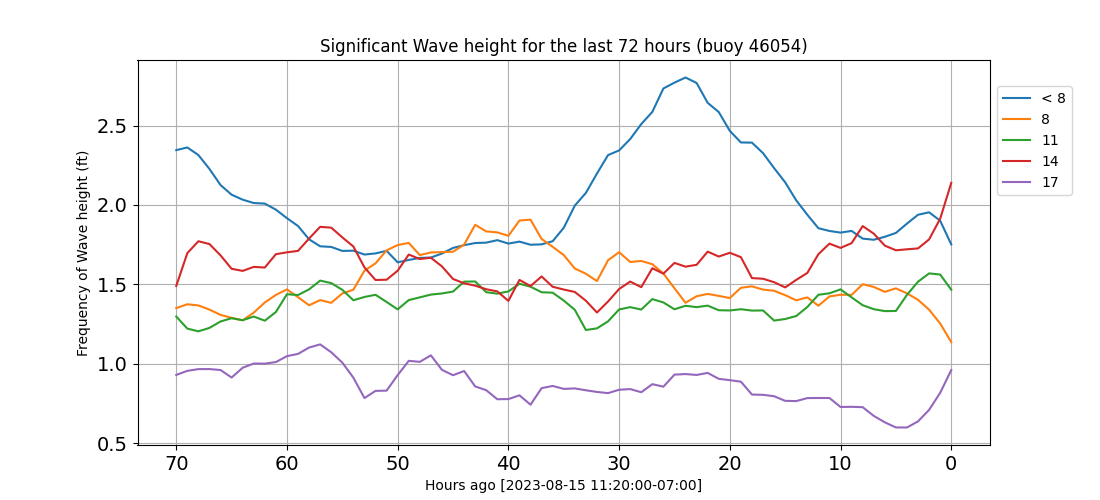 Significant Wave height for the last 72 hours (buoy 46054)
Frequency of Wave height (ft)
2.5
2.0
1.5
1.0
0.5
70 60 50 40 30 20 10 0
Hours ago [2023-08-15 11:20:00-07:00]
< 8
8
11
14
17